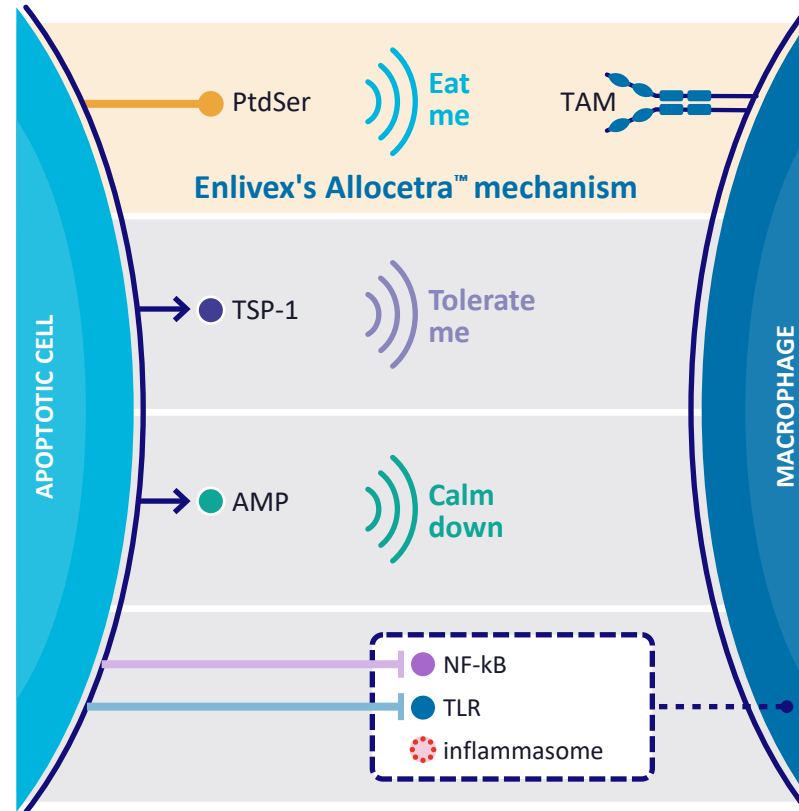 PtdSer
Eat
me
TAM
Enlivex's Allocetra™ mechanism
TSP-1
Tolerate
me
APOPTOTIC CELL
MACROPHAGE
AMP
Calm
down
NF-kB
TLR
inflammasome